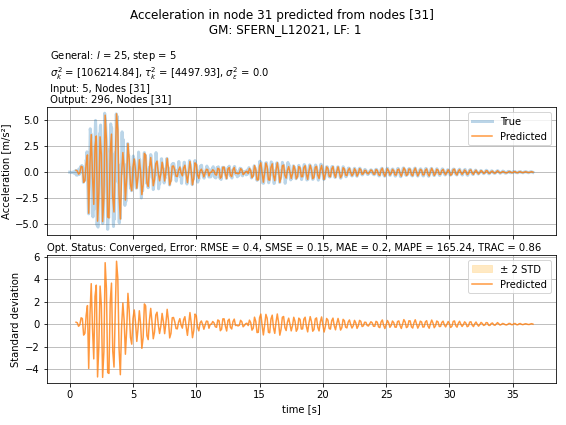 Acceleration in node 31 predicted from nodes [31]
GM: SFERN_L12021, LF: 1
General: l = 25, step = 5
σ²ₖ = [106214.84], τ²ₖ = [4497.93], σ²ε = 0.0
Input: 5, Nodes [31]
Output: 296, Nodes [31]
Acceleration [m/s²]
5.0
2.5
0.0
−2.5
−5.0
True
Predicted
Opt. Status: Converged, Error: RMSE = 0.4, SMSE = 0.15, MAE = 0.2, MAPE = 165.24, TRAC = 0.86
Standard deviation
6
4
2
0
−2
−4
± 2 STD
Predicted
0 5 10 15 20 25 30 35
time [s]